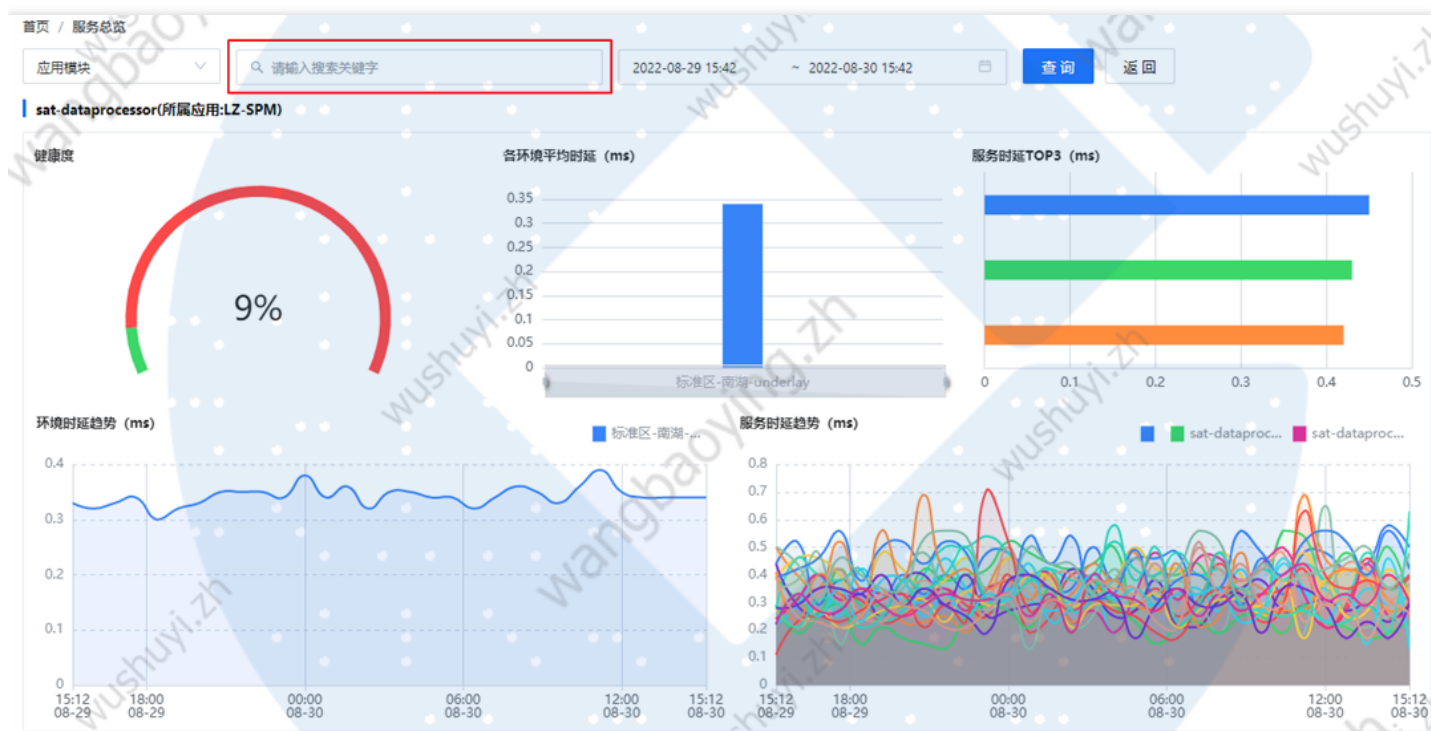 首页 / 服务总览
应用模块 请输入搜索关键字 2022-08-29 15:42 ~ 2022-08-30 15:42 查询 返回
sat-dataprocessor(所属应用:LZ-SPM)
健康度
9%
各环境平均时延 (ms)
0.35
0.3
0.25
0.2
0.15
0.1
0.05
0
标准区-南湖-underlay
服务时延TOP3 (ms)
0 0.1 0.2 0.3 0.4 0.5
环境时延趋势 (ms)
标准区-南湖-...
0.4
0.3
0.2
0.1
0
15:12 18:00 00:00 06:00 12:00 15:12
08-29 08-29 08-30 08-30 08-30 08-30
服务时延趋势 (ms)
sat-dataproc... sat-dataproc...
0.8
0.7
0.6
0.5
0.4
0.3
0.2
0.1
0
15:12 18:00 00:00 06:00 12:00 15:12
08-29 08-29 08-30 08-30 08-30 08-30
wangbaoying.zh
wushuyi.zh